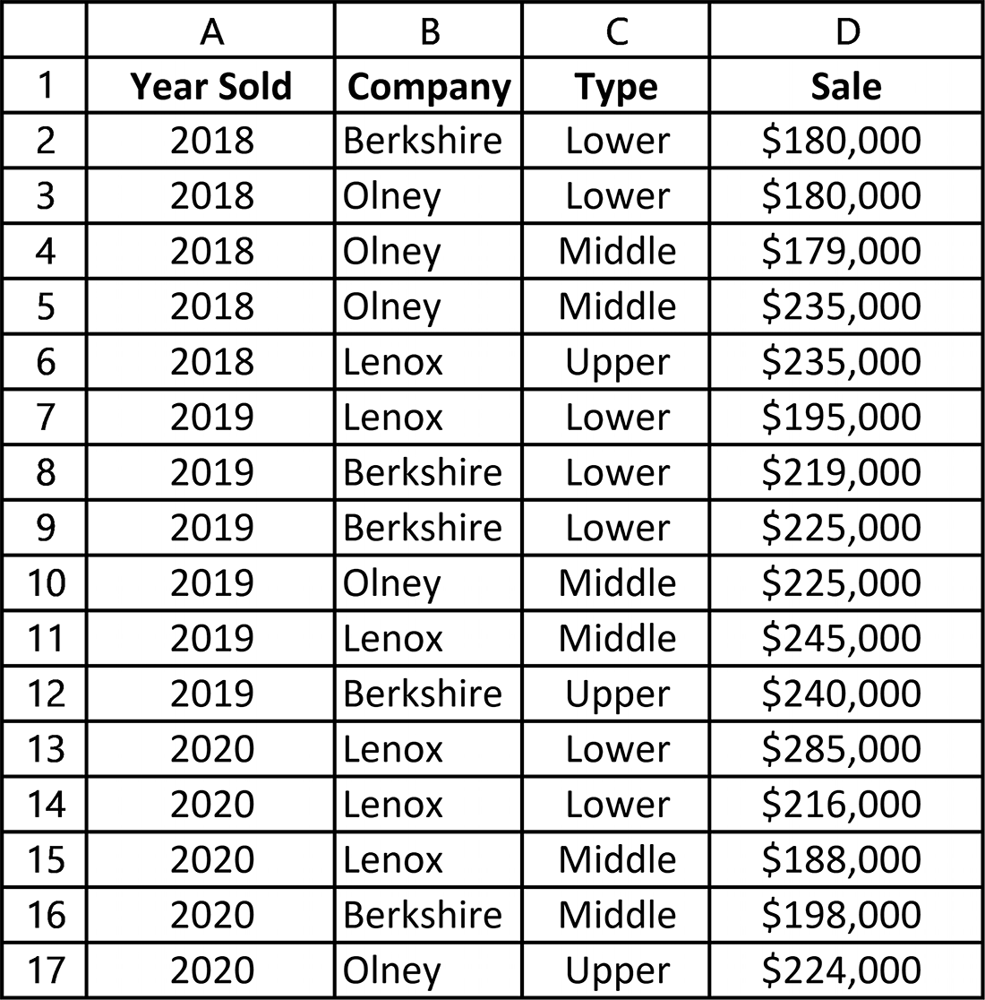 A B C D
1 Year Sold Company Type Sale
2 2018 Berkshire Lower $180,000
3 2018 Olney Lower $180,000
4 2018 Olney Middle $179,000
5 2018 Olney Middle $235,000
6 2018 Lenox Upper $235,000
7 2019 Lenox Lower $195,000
8 2019 Berkshire Lower $219,000
9 2019 Berkshire Lower $225,000
10 2019 Olney Middle $225,000
11 2019 Lenox Middle $245,000
12 2019 Berkshire Upper $240,000
13 2020 Lenox Lower $285,000
14 2020 Lenox Lower $216,000
15 2020 Lenox Middle $188,000
16 2020 Berkshire Middle $198,000
17 2020 Olney Upper $224,000